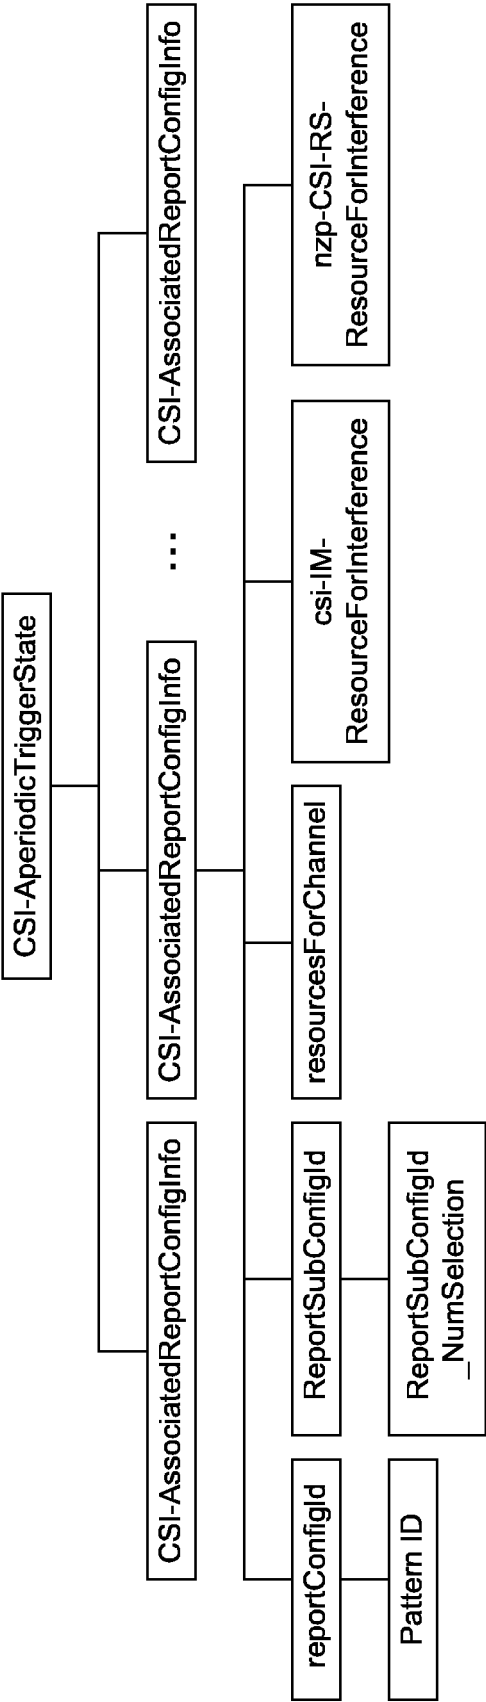 CSI-AperiodicTriggerState
CSI-AssociatedReportConfigInfo
CSI-AssociatedReportConfigInfo
...
CSI-AssociatedReportConfigInfo
reportConfigId
ReportSubConfigId
resourcesForChannel
csi-IM-
ResourceForInterference
nzp-CSI-RS-
ResourceForInterference
Pattern ID
ReportSubConfigId
_NumSelection